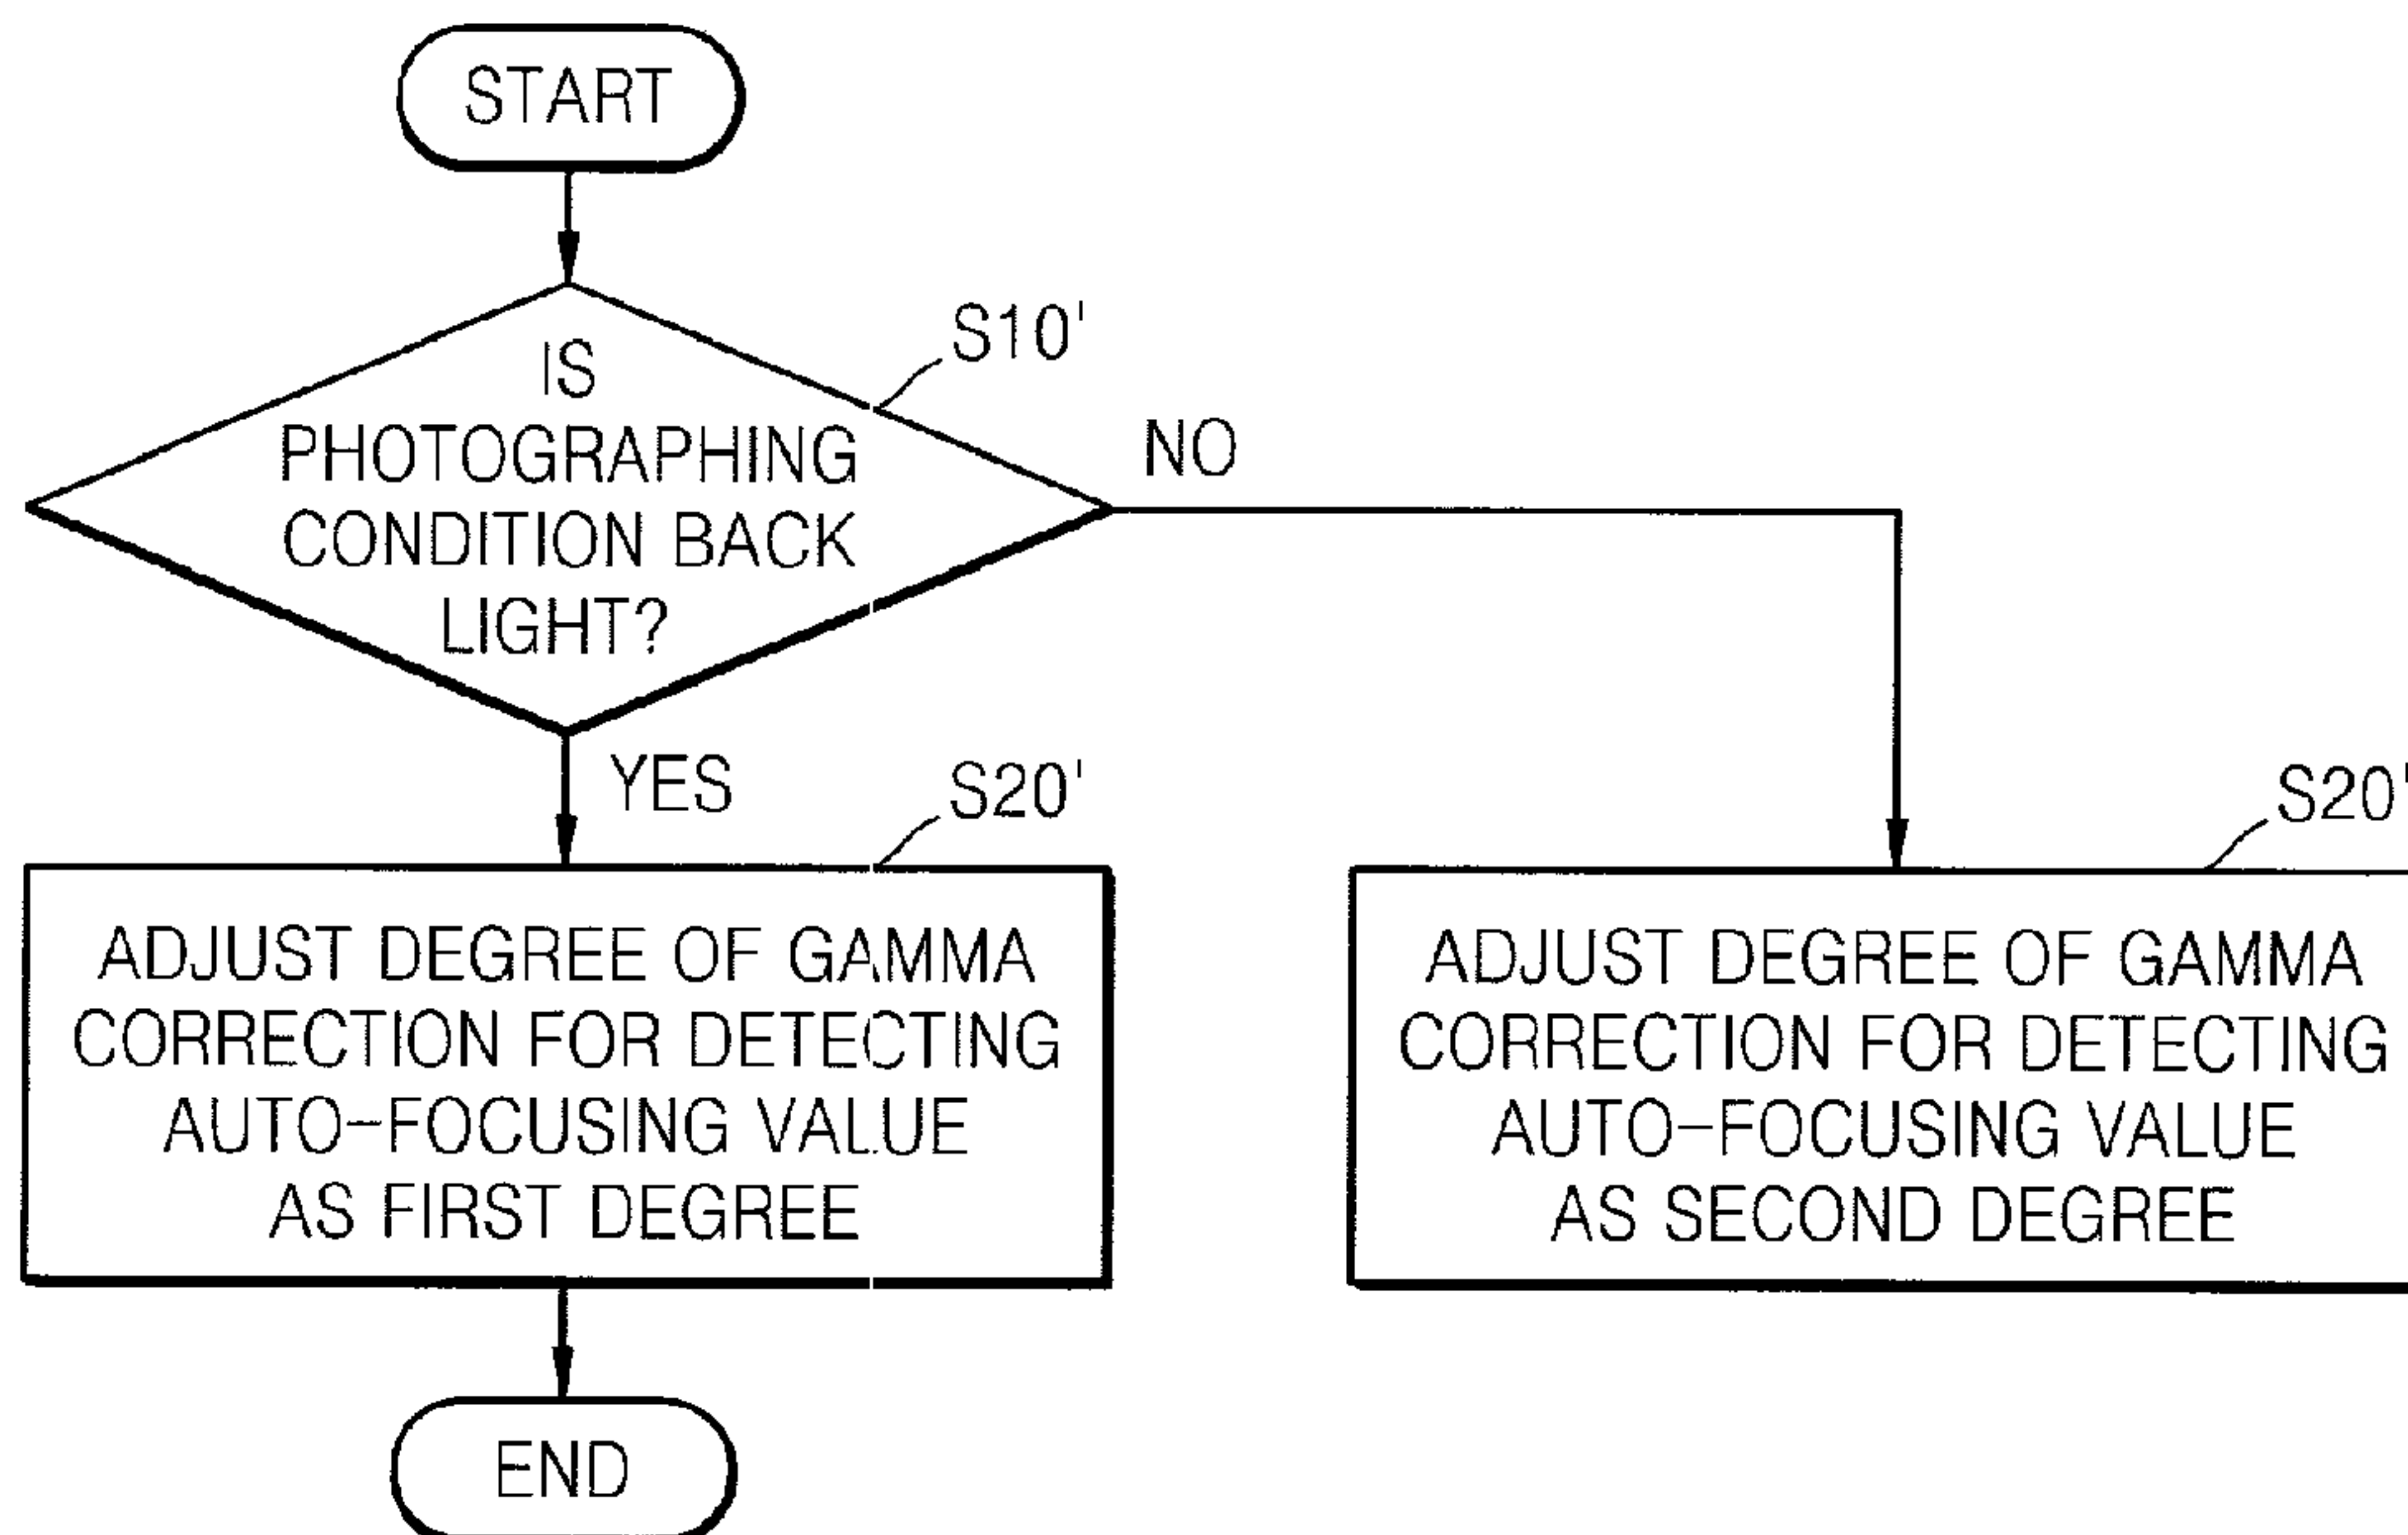 START
IS
PHOTOGRAPHING
CONDITION BACK
LIGHT?
S10'
NO
YES
S20'
ADJUST DEGREE OF GAMMA
CORRECTION FOR DETECTING
AUTO-FOCUSING VALUE
AS FIRST DEGREE
S20'
ADJUST DEGREE OF GAMMA
CORRECTION FOR DETECTING
AUTO-FOCUSING VALUE
AS SECOND DEGREE
END